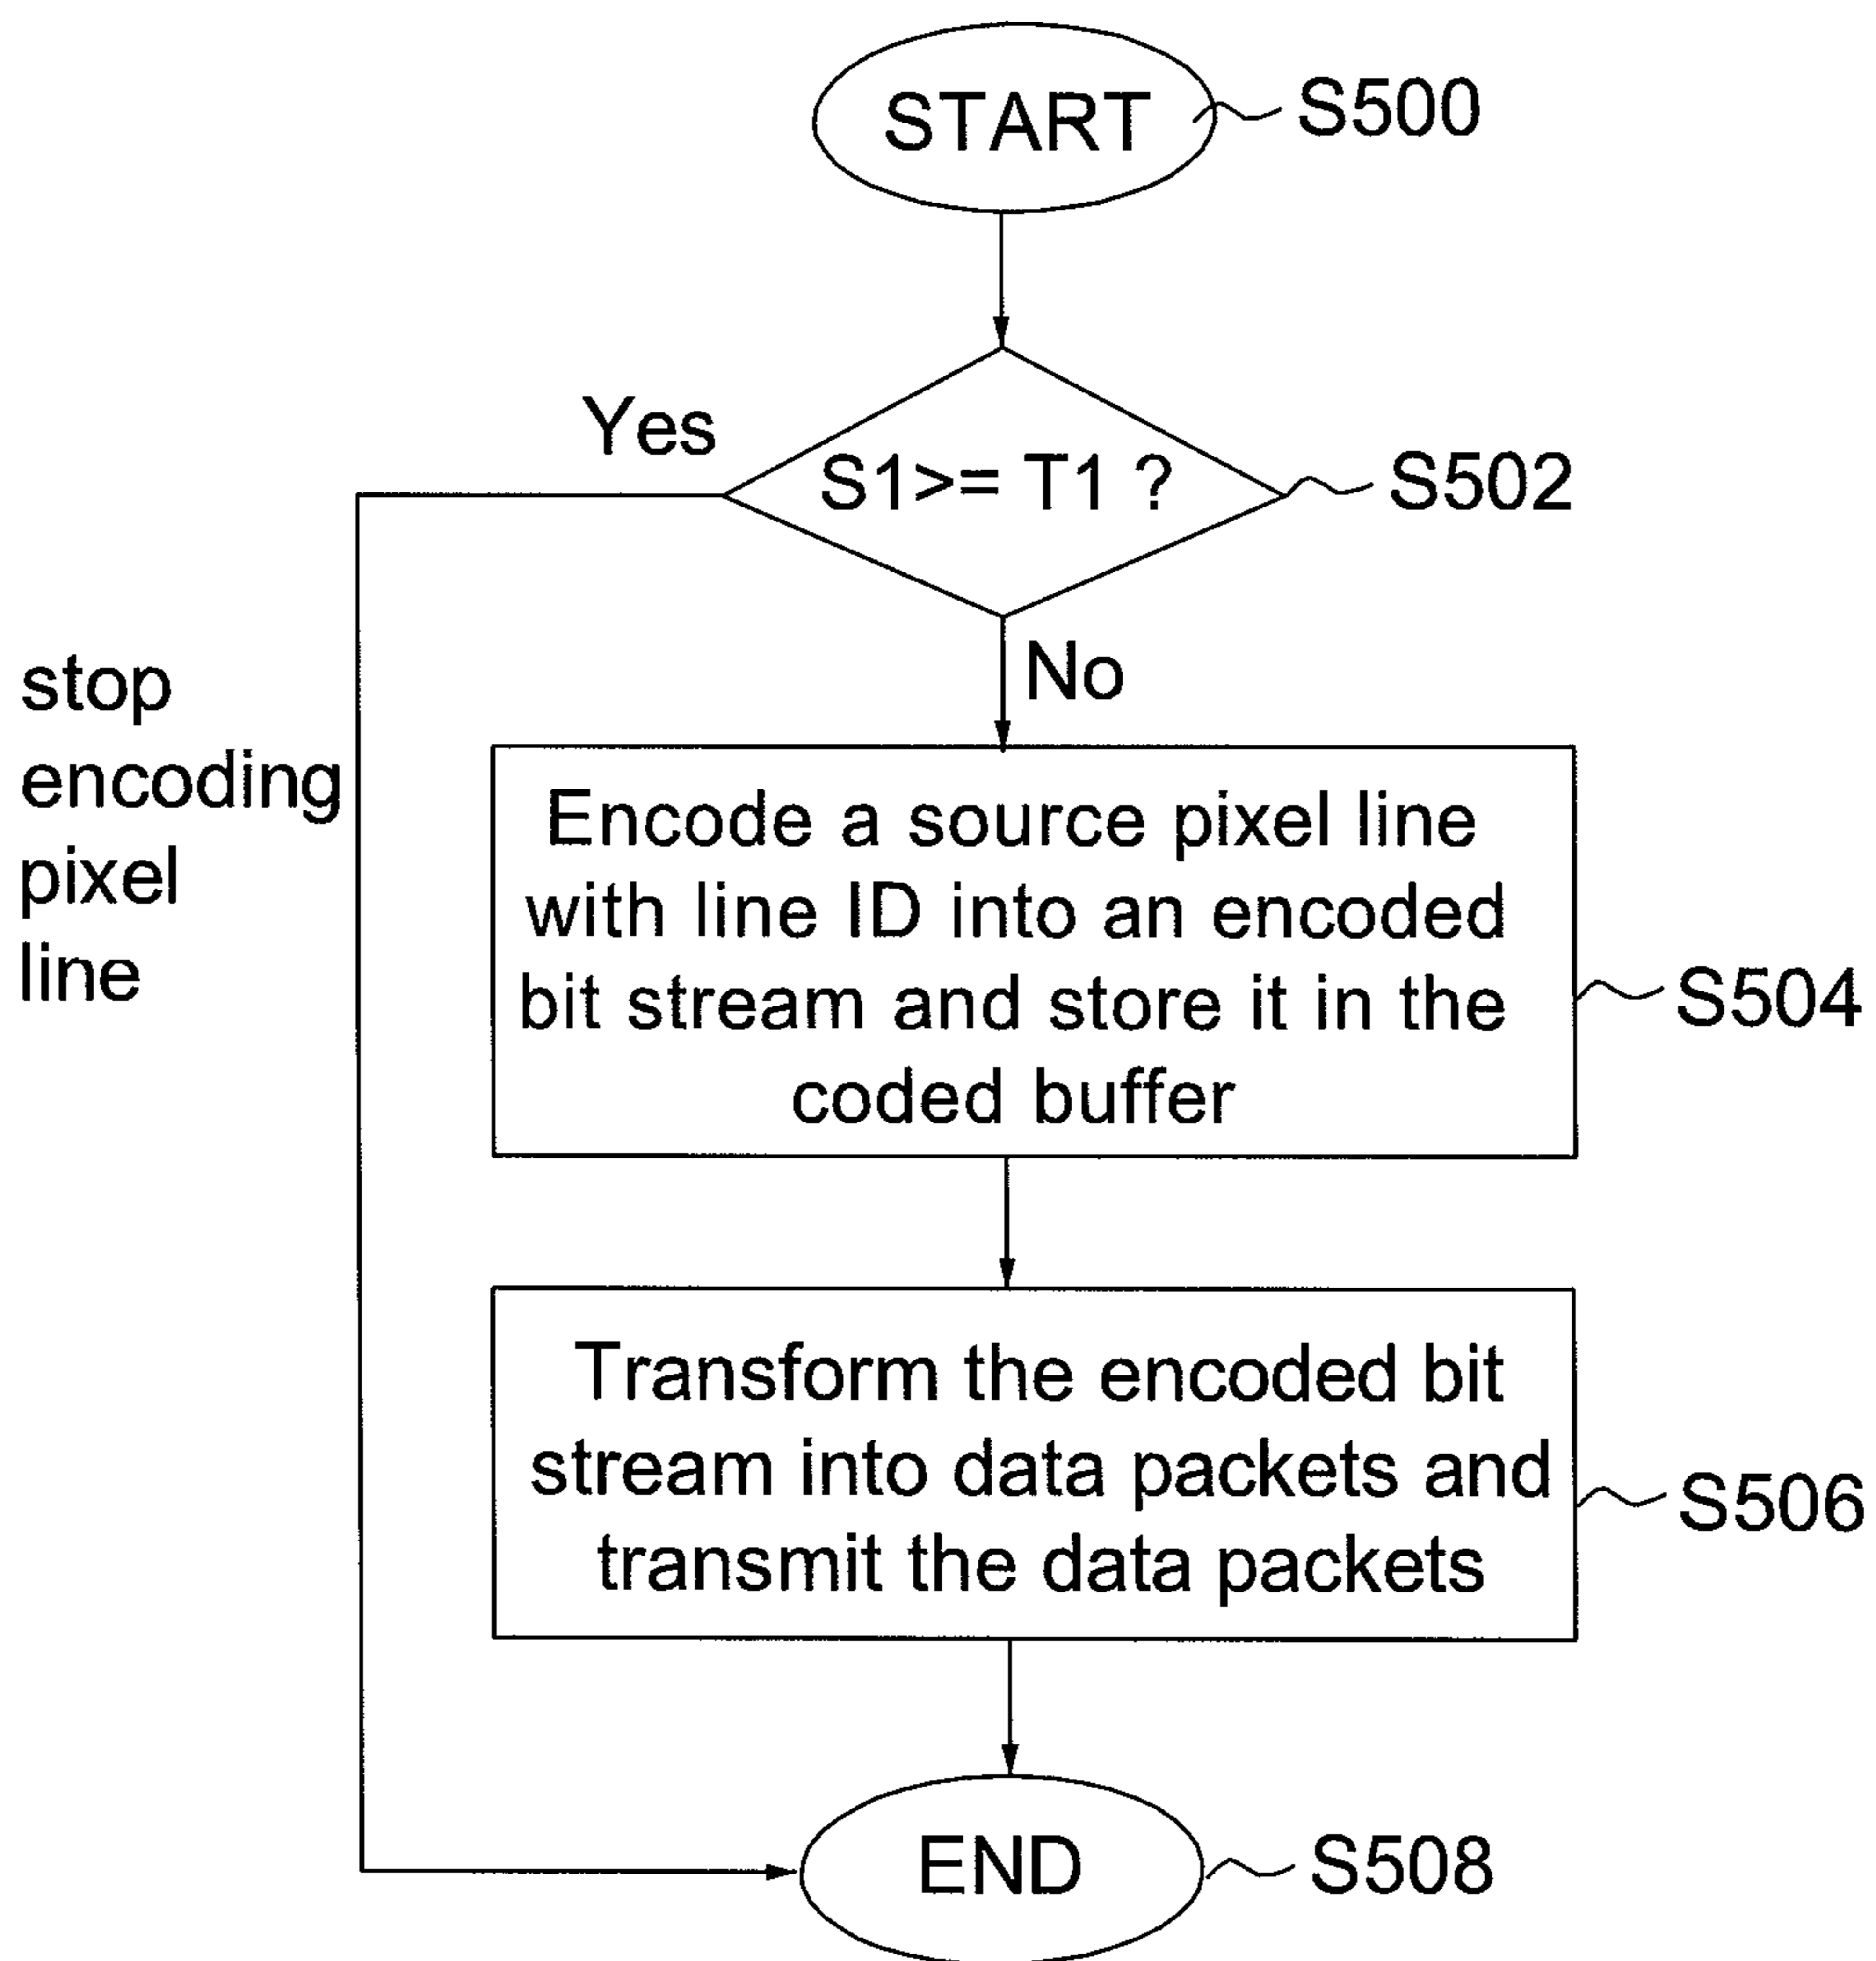 START
S500
Yes
S1>= T1 ?
S502
No
stop
encoding
pixel
line
Encode a source pixel line
with line ID into an encoded
bit stream and store it in the
coded buffer
S504
Transform the encoded bit
stream into data packets and
transmit the data packets
S506
END
S508